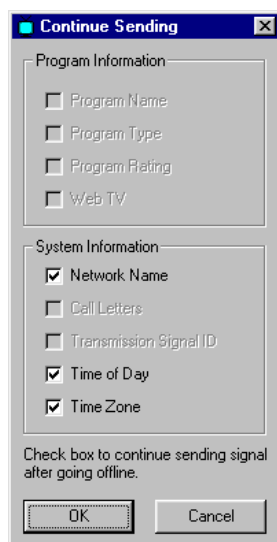 Continue Sending
Program Information
Program Name
Program Type
Program Rating
Web TV
System Information
Network Name
Call Letters
Transmission Signal ID
Time of Day
Time Zone
Check box to continue sending signal
after going offline.
OK
Cancel